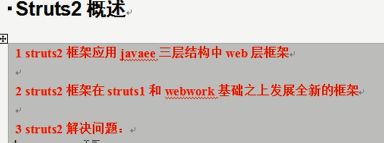 Struts2 概述
1 struts2 框架应用 javaee 三层结构中 web 层框架
2 struts2 框架在 struts1 和 webwork 基础之上发展全新的框架
3 struts2 解决问题：